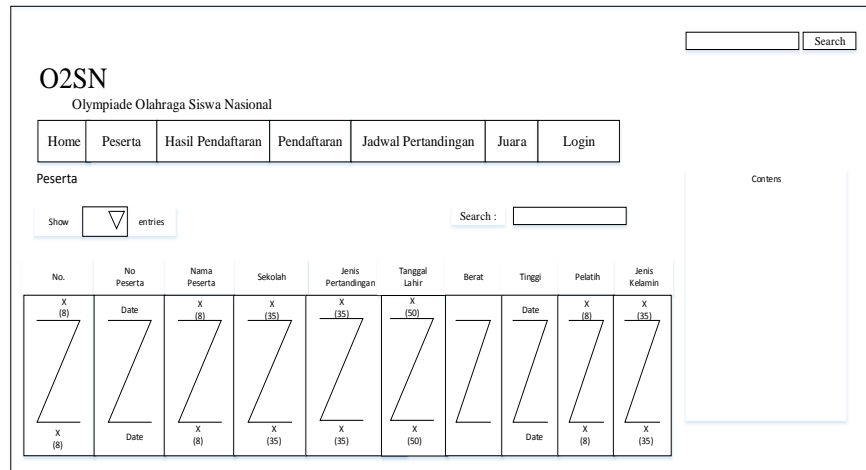 Search
O2SN
Olympiade Olahraga Siswa Nasional
Home Peserta Hasil Pendaftaran Pendaftaran Jadwal Pertandingan Juara Login
Peserta
Contens
Show entries
Search :
No. No Peserta Nama Peserta Sekolah Jenis Pertandingan Tanggal Lahir Berat Tinggi Pelatih Jenis Kelamin
X (8) Date X (8) X (35) X (35) X (50) Date X (8) X (35)
X (8) Date X (8) X (35) X (35) X (50) Date X (8) X (35)